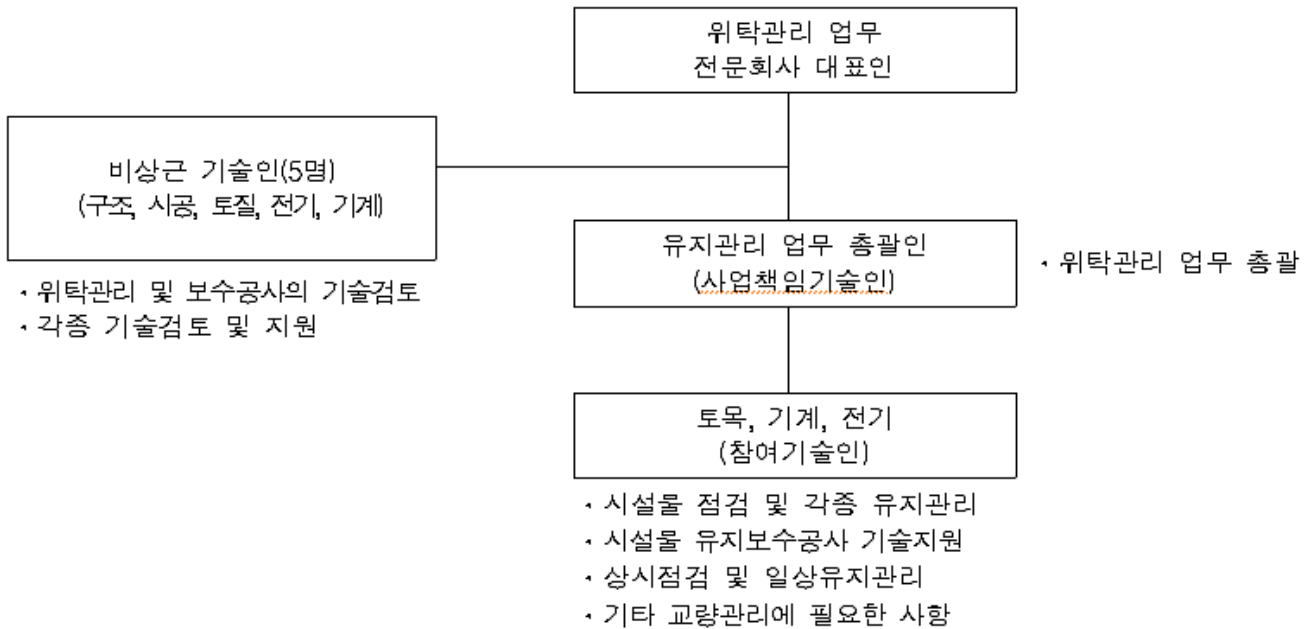 위탁관리 업무
전문회사 대표인
비상근 기술인(5명)
(구조, 시공, 토질, 전기, 기계)
· 위탁관리 및 보수공사의 기술검토
· 각종 기술검토 및 지원
유지관리 업무 총괄인
(사업책임기술인)
· 위탁관리 업무 총괄
토목, 기계, 전기
(참여기술인)
· 시설물 점검 및 각종 유지관리
· 시설물 유지보수공사 기술지원
· 상시점검 및 일상유지관리
· 기타 교량관리에 필요한 사항